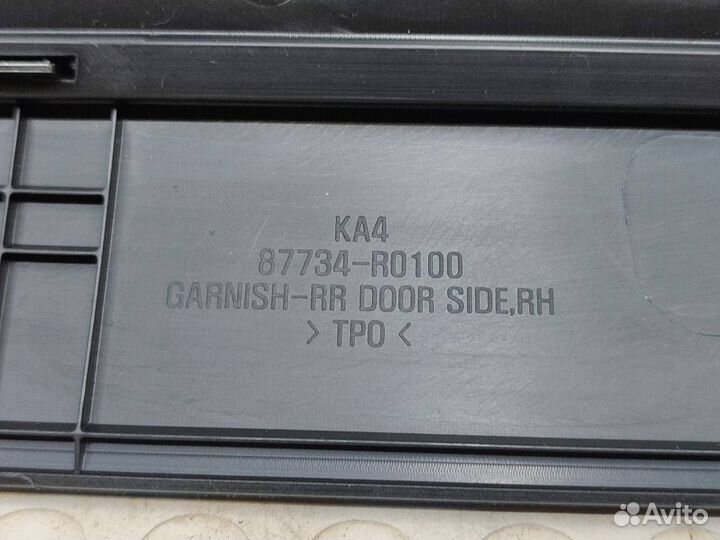 KA4
87734-R0100
GARNISH-RR DOOR SIDE,RH
> TPO <
Avito